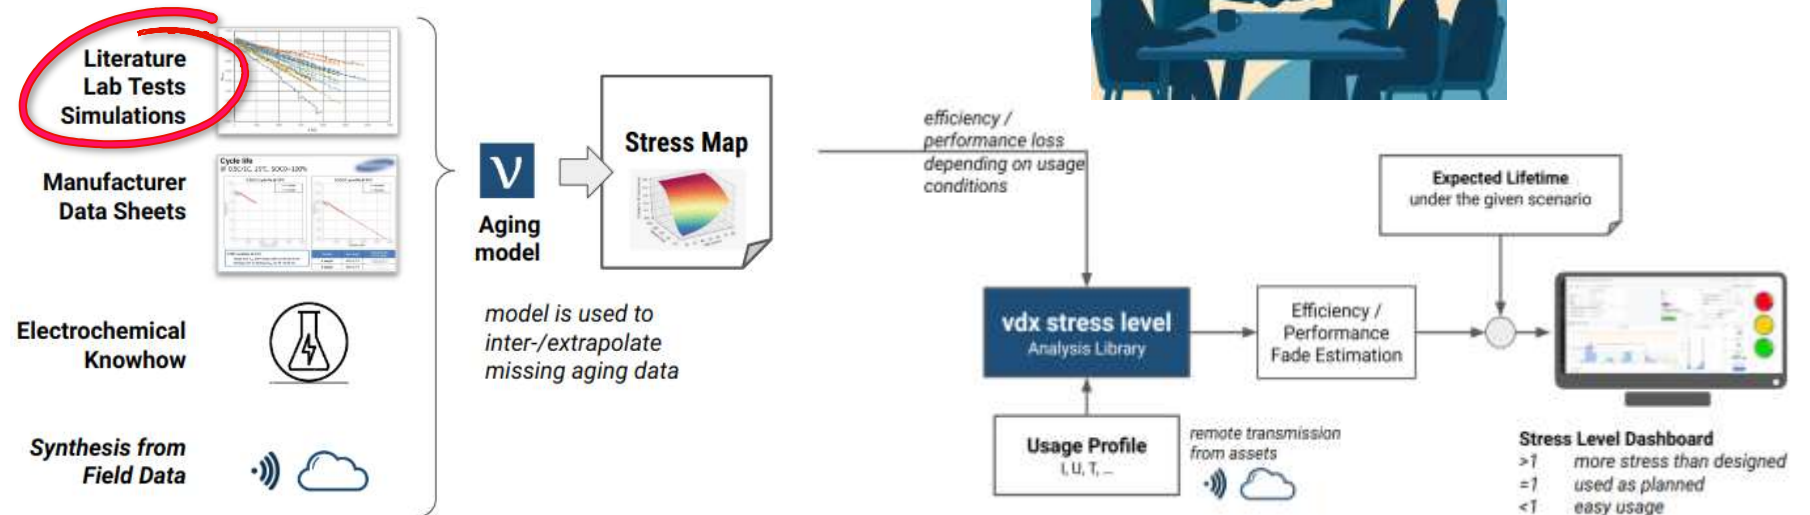 Literature
Lab Tests
Simulations
Manufacturer
Data Sheets
Cycle life
Electrochemical
Knowhow
Synthesis from
Field Data
ν
Aging
model
model is used to
inter-/extrapolate
missing aging data
Stress Map
efficiency /
performance loss
depending on usage
conditions
vdx stress level
Analysis Library
Usage Profile
I, U, T, ...
remote transmission
from assets
Efficiency /
Performance
Fade Estimation
Expected Lifetime
under the given scenario
Stress Level Dashboard
>1 more stress than designed
=1 used as planned
<1 easy usage